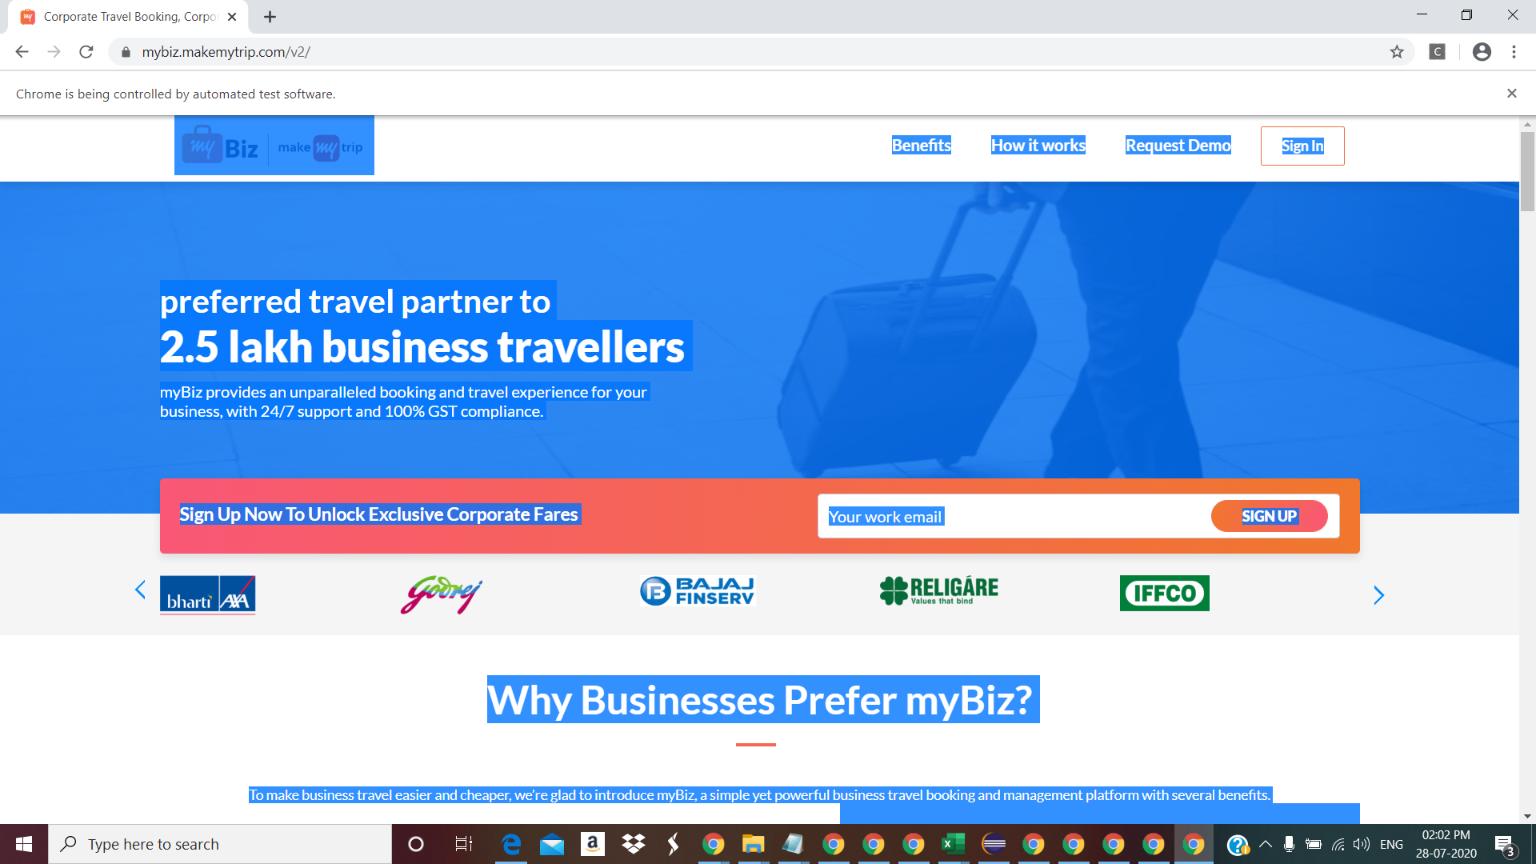 Corporate Travel Booking, Corpo
mybiz.makemytrip.com/v2/
C
Chrome is being controlled by automated test software.
my Biz | make my trip
Benefits
How it works
Request Demo
Sign In
preferred travel partner to
2.5 lakh business travellers
myBiz provides an unparalleled booking and travel experience for your
business, with 24/7 support and 100% GST compliance.
Sign Up Now To Unlock Exclusive Corporate Fares
Your work email
SIGN UP
bharti AXA
Godrej
B BAJAJ
FINSERV
RELIGARE
Values that bind
IFFCO
Why Businesses Prefer myBiz?
To make business travel easier and cheaper, we're glad to introduce myBiz, a simple yet powerful business travel booking and management platform with several benefits.
Type here to search
ENG
02:02 PM
28-07-2020
3